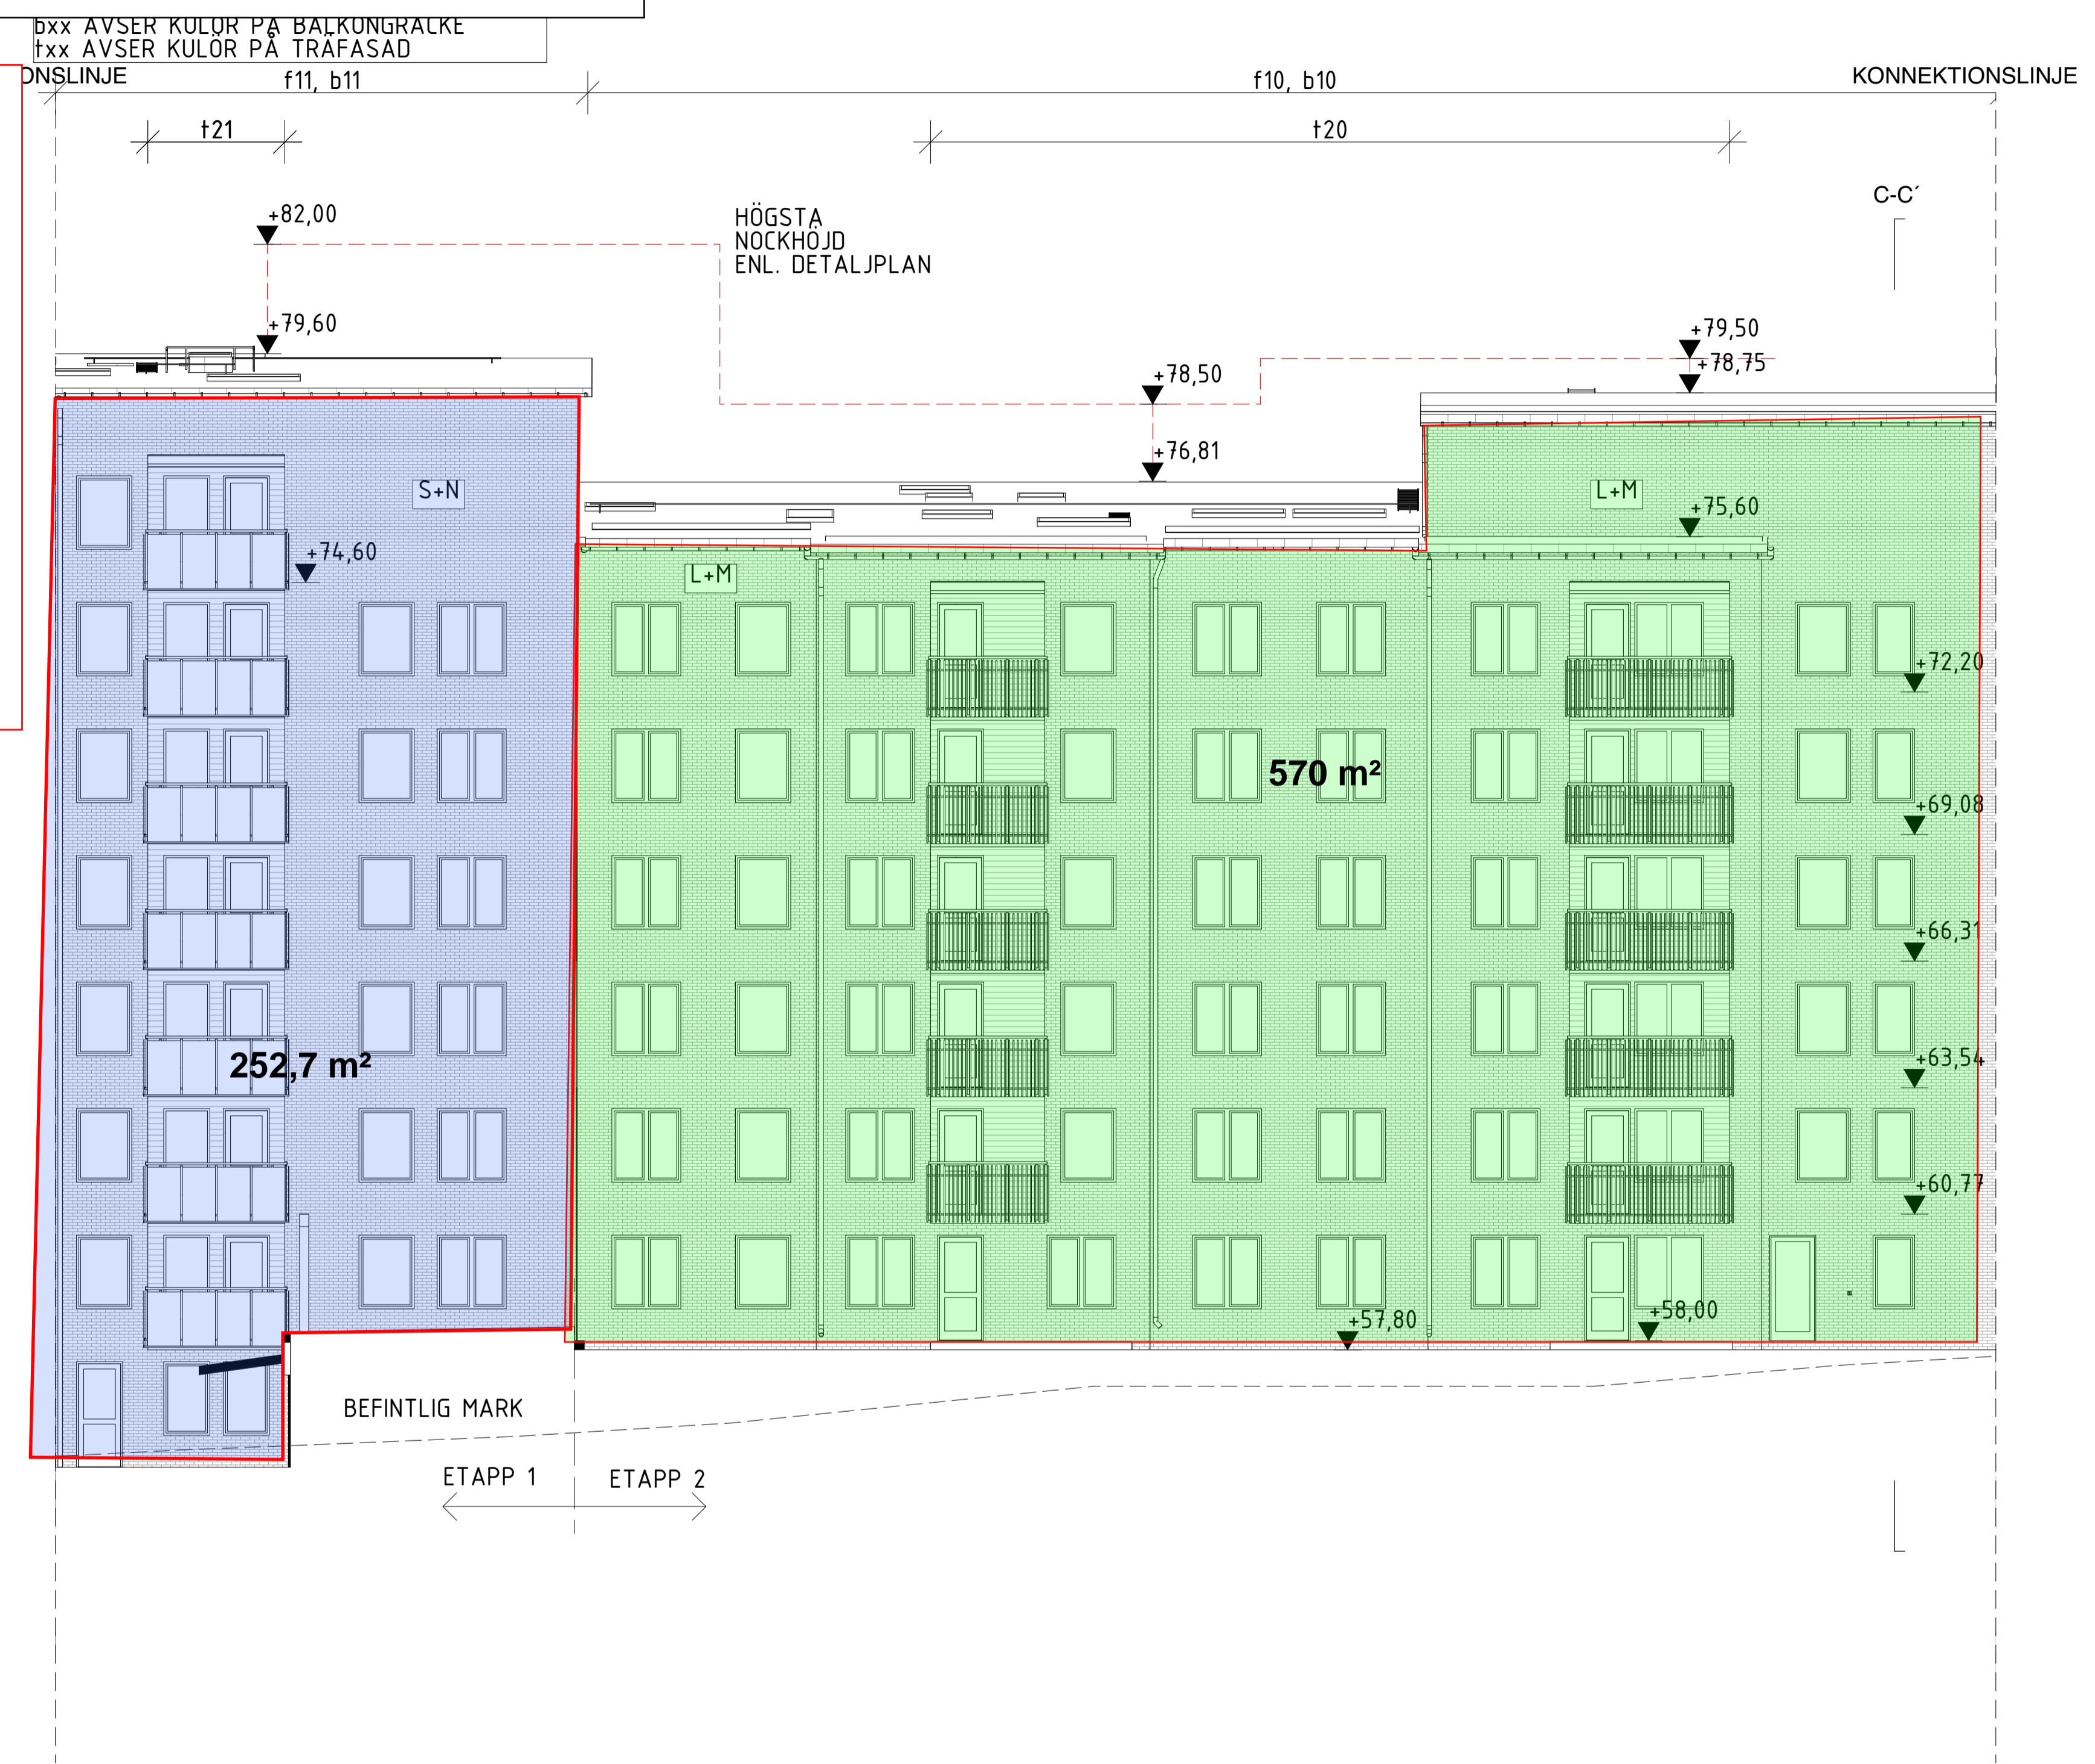 bxx AVSER KULÖR PÅ BALKONGRÄCKE
txx AVSER KULÖR PÅ TRÄFASAD
ONSLINJE
f11, b11
f10, b10
KONNEKTIONSLINJE
t21
t20
C-C´
+82,00
HÖGSTA
NOCKHÖJD
ENL. DETALJPLAN
+79,60
+79,50
+78,75
+78,50
+76,81
S+N
L+M
+75,60
+74,60
L+M
+72,20
570 m²
+69,08
+66,31
+63,54
252,7 m²
+60,77
+58,00
+57,80
BEFINTLIG MARK
ETAPP 1
ETAPP 2